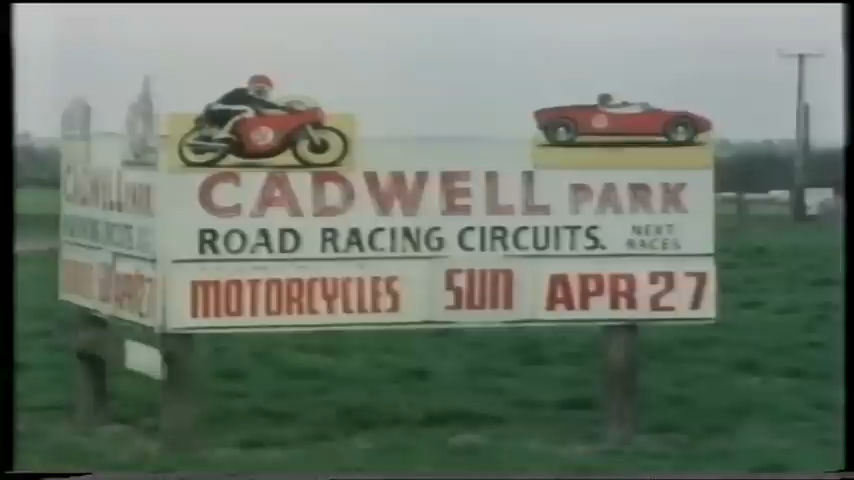 CADWELL PARK
ROAD RACING CIRCUITS. NEXT RACES
MOTORCYCLES SUN APR 27